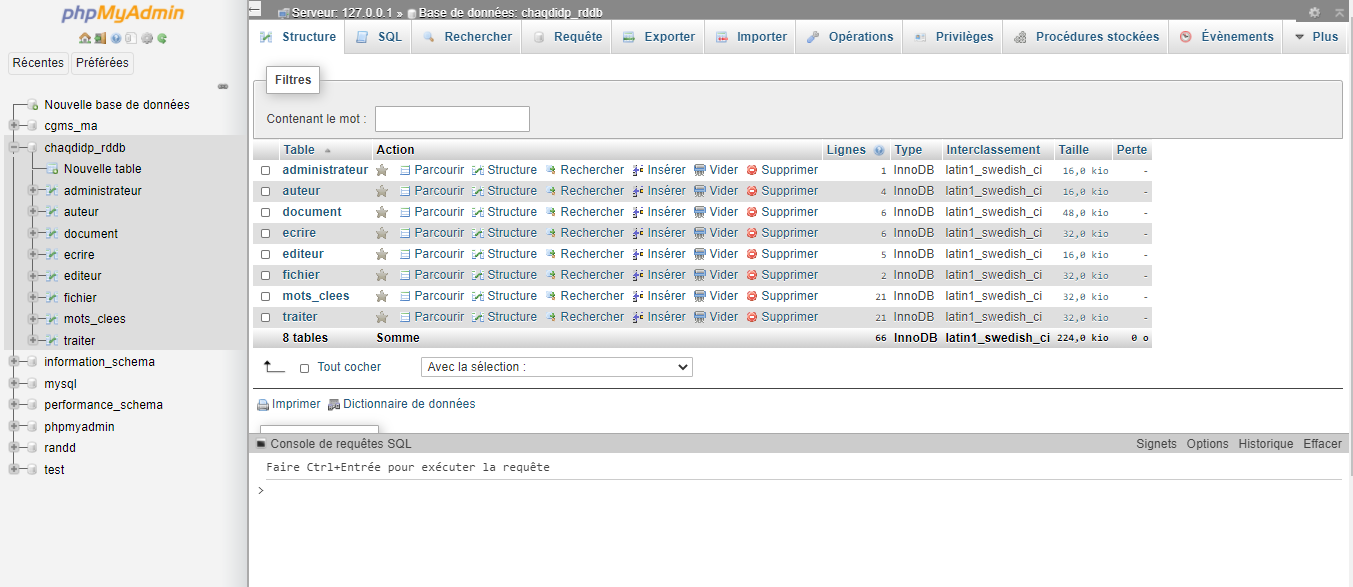 phpMyAdmin
Récentes Préférées
Nouvelle base de données
cgms_ma
chaqdidp_rddb
Nouvelle table
administrateur
auteur
document
ecrire
editeur
fichier
mots_clees
traiter
information_schema
mysql
performance_schema
phpmyadmin
randd
test
Serveur: 127.0.0.1 » Base de données: chaqdidp_rddb
Structure SQL Rechercher Requête Exporter Importer Opérations Privilèges Procédures stockées Évènements Plus
Filtres
Contenant le mot :
Table Action Lignes Type Interclassement Taille Perte
administrateur Parcourir Structure Rechercher Insérer Vider Supprimer 1 InnoDB latin1_swedish_ci 16,0 kio -
auteur Parcourir Structure Rechercher Insérer Vider Supprimer 4 InnoDB latin1_swedish_ci 16,0 kio -
document Parcourir Structure Rechercher Insérer Vider Supprimer 6 InnoDB latin1_swedish_ci 48,0 kio -
ecrire Parcourir Structure Rechercher Insérer Vider Supprimer 6 InnoDB latin1_swedish_ci 32,0 kio -
editeur Parcourir Structure Rechercher Insérer Vider Supprimer 5 InnoDB latin1_swedish_ci 16,0 kio -
fichier Parcourir Structure Rechercher Insérer Vider Supprimer 2 InnoDB latin1_swedish_ci 32,0 kio -
mots_clees Parcourir Structure Rechercher Insérer Vider Supprimer 21 InnoDB latin1_swedish_ci 32,0 kio -
traiter Parcourir Structure Rechercher Insérer Vider Supprimer 21 InnoDB latin1_swedish_ci 32,0 kio -
8 tables Somme 66 InnoDB latin1_swedish_ci 224,0 kio 0 o
Tout cocher Avec la sélection :
Imprimer Dictionnaire de données
Console de requêtes SQL Signets Options Historique Effacer
Faire Ctrl+Entrée pour exécuter la requête
>